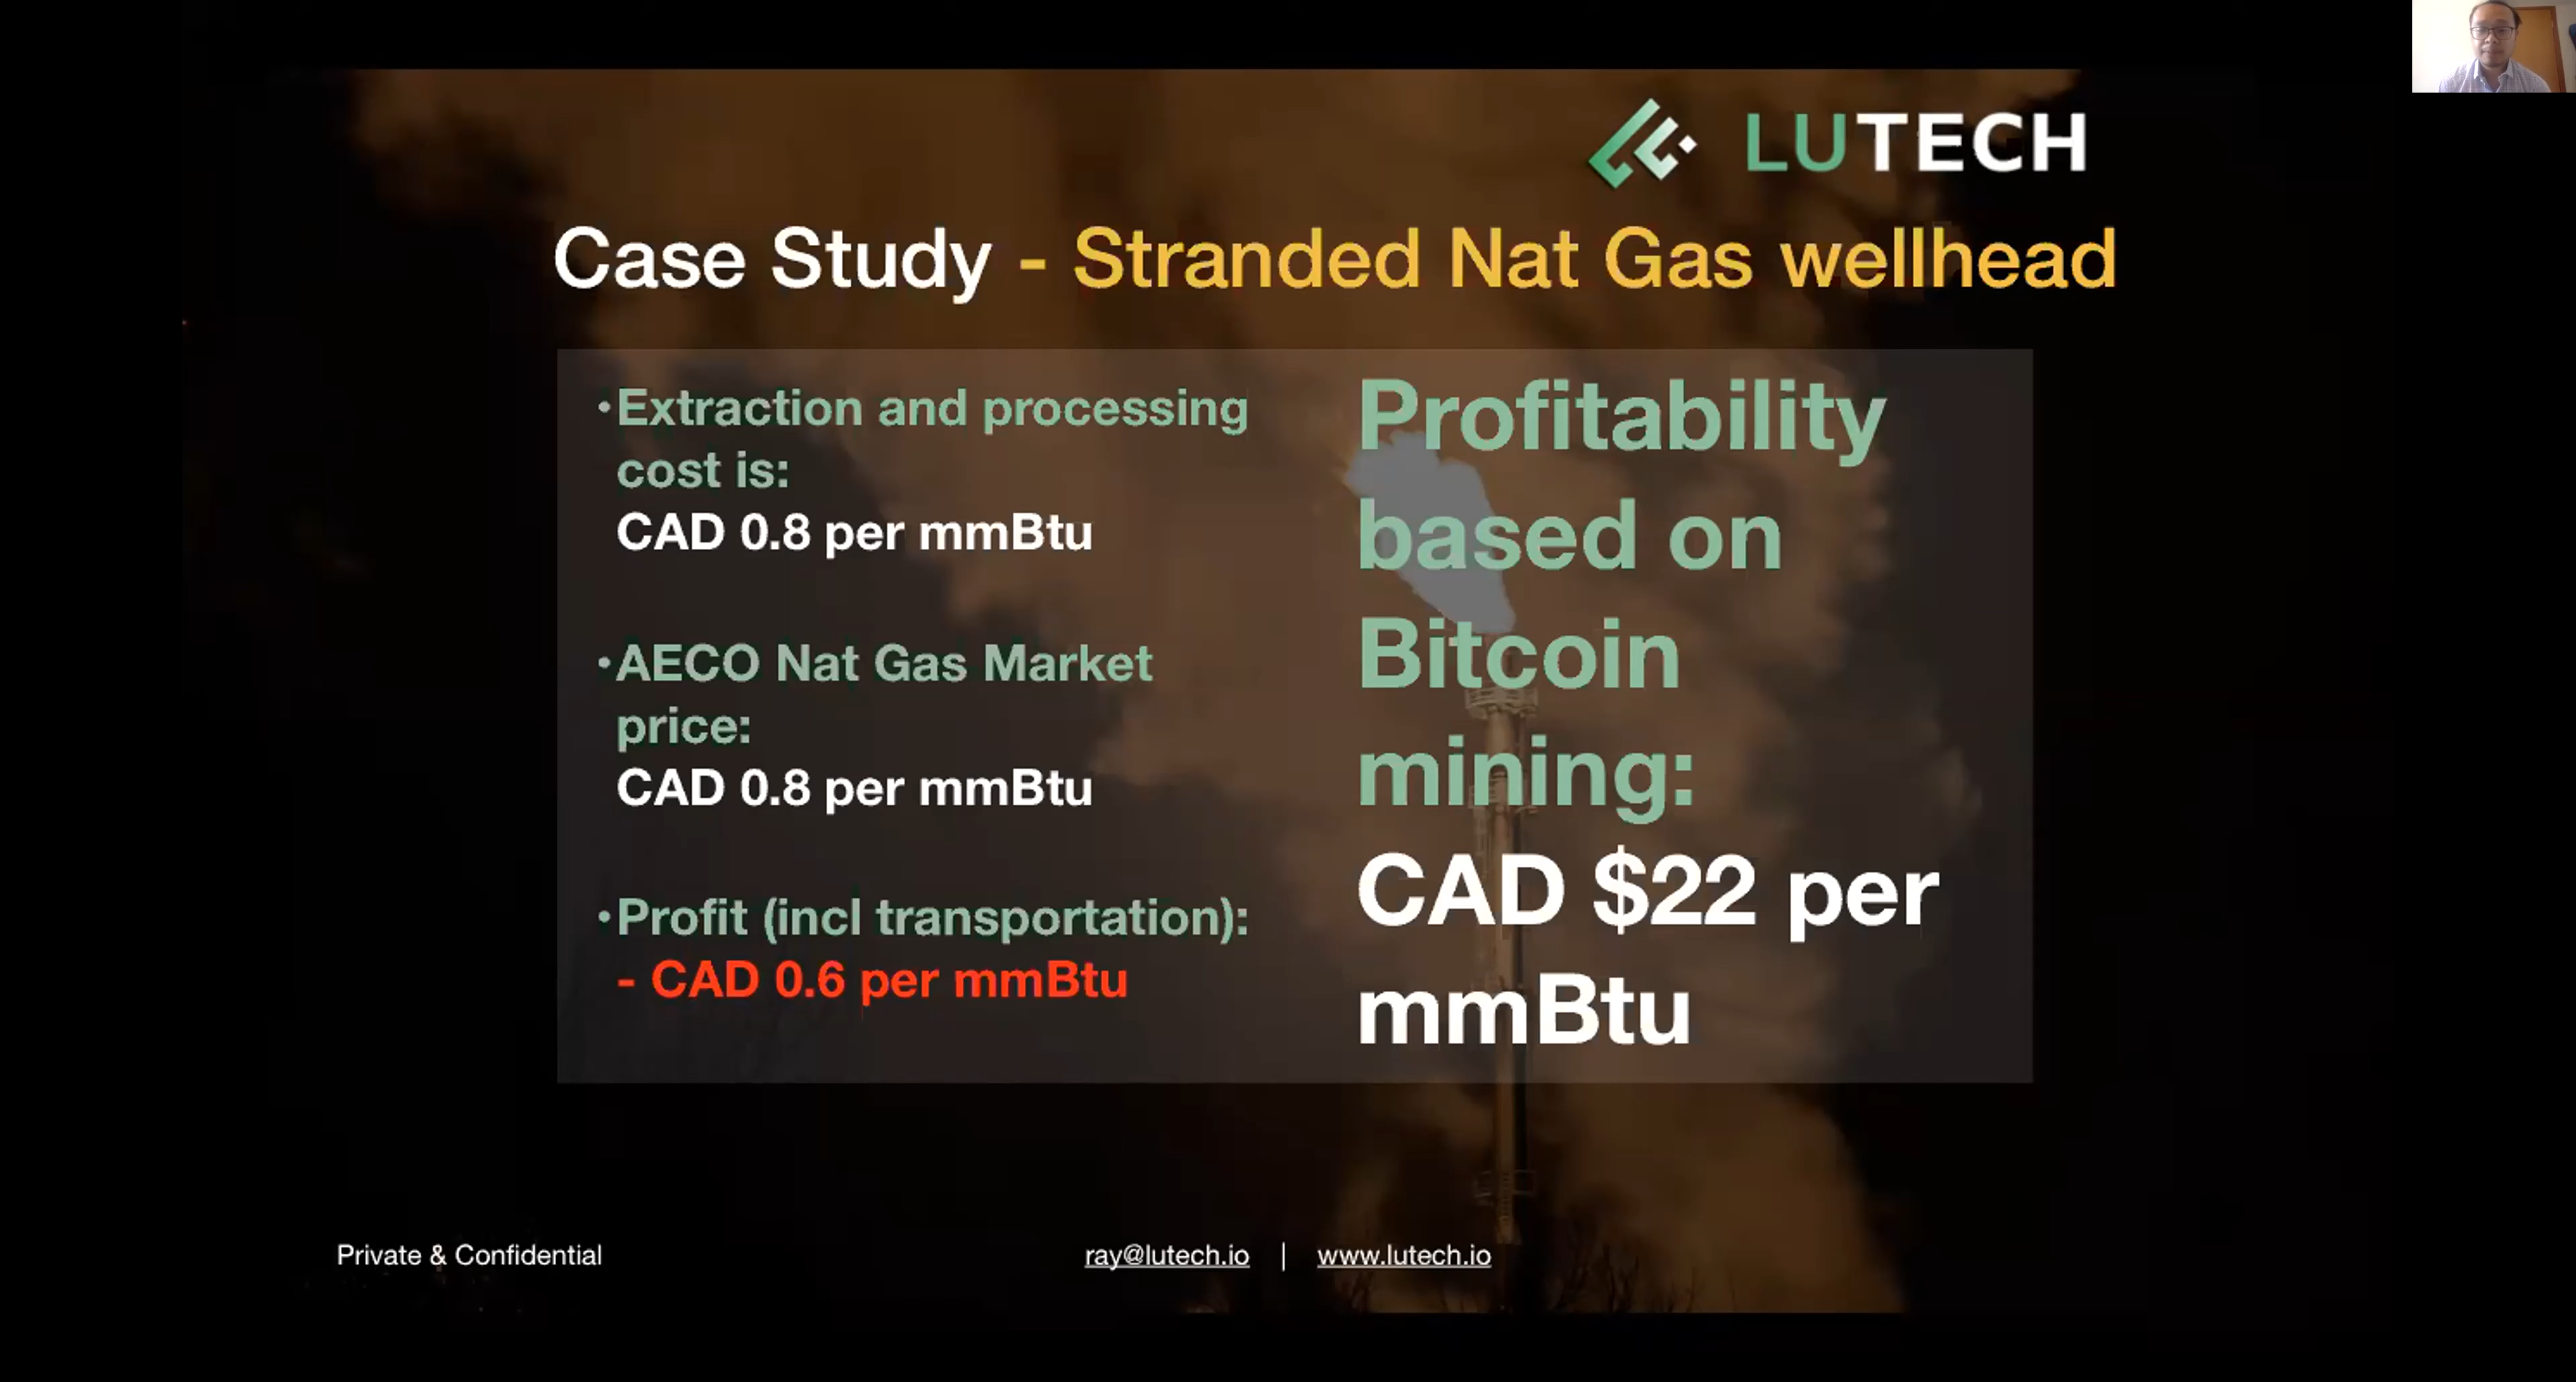 LUTECH
Case Study - Stranded Nat Gas wellhead
•Extraction and processing
cost is:
CAD 0.8 per mmBtu
•AECO Nat Gas Market
price:
CAD 0.8 per mmBtu
•Profit (incl transportation):
- CAD 0.6 per mmBtu
Profitability
based on
Bitcoin
mining:
CAD $22 per
mmBtu
Private & Confidential
ray@lutech.io | www.lutech.io